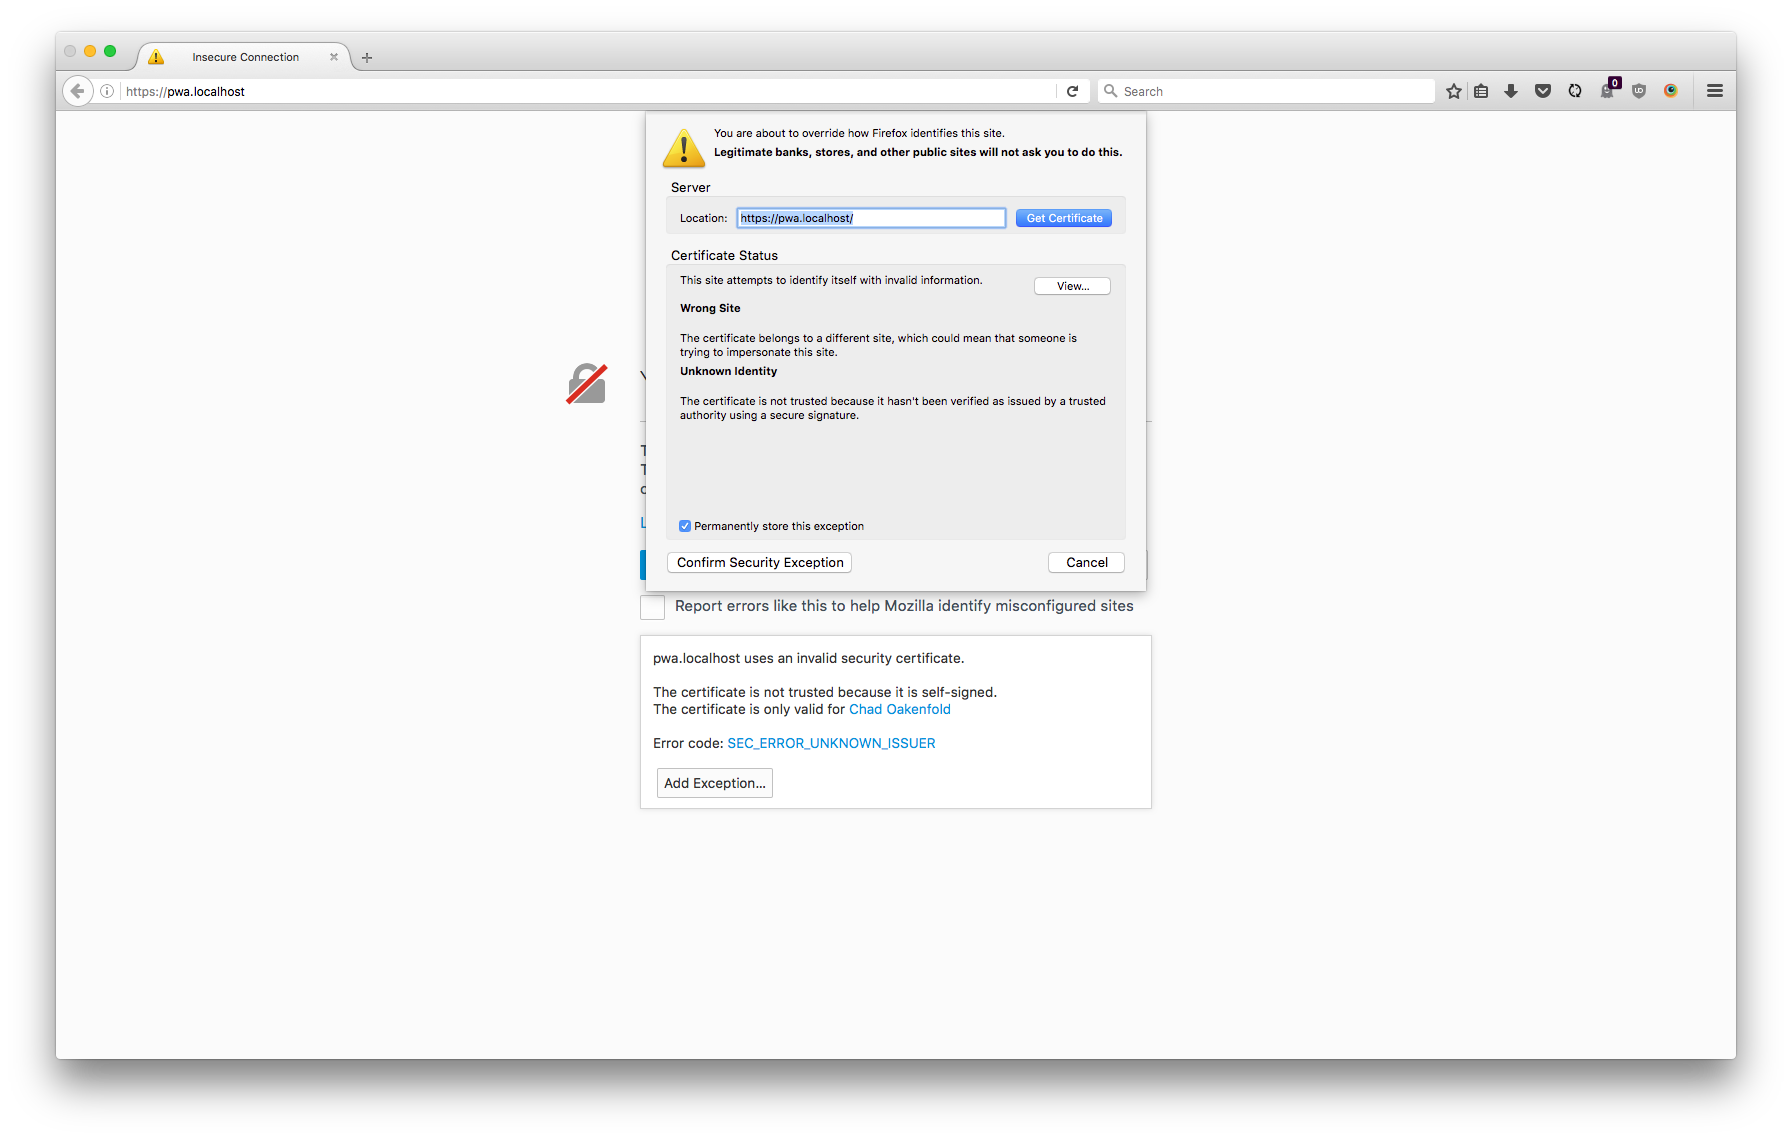 Insecure Connection
https://pwa.localhost
Search
0
You are about to override how Firefox identifies this site.
Legitimate banks, stores, and other public sites will not ask you to do this.
Server
Location: https://pwa.localhost/ Get Certificate
Certificate Status
This site attempts to identify itself with invalid information.
View...
Wrong Site
The certificate belongs to a different site, which could mean that someone is
trying to impersonate this site.
Unknown Identity
The certificate is not trusted because it hasn't been verified as issued by a trusted
authority using a secure signature.
Permanently store this exception
Confirm Security Exception
Cancel
Report errors like this to help Mozilla identify misconfigured sites
pwa.localhost uses an invalid security certificate.
The certificate is not trusted because it is self-signed.
The certificate is only valid for Chad Oakenfold
Error code: SEC_ERROR_UNKNOWN_ISSUER
Add Exception...